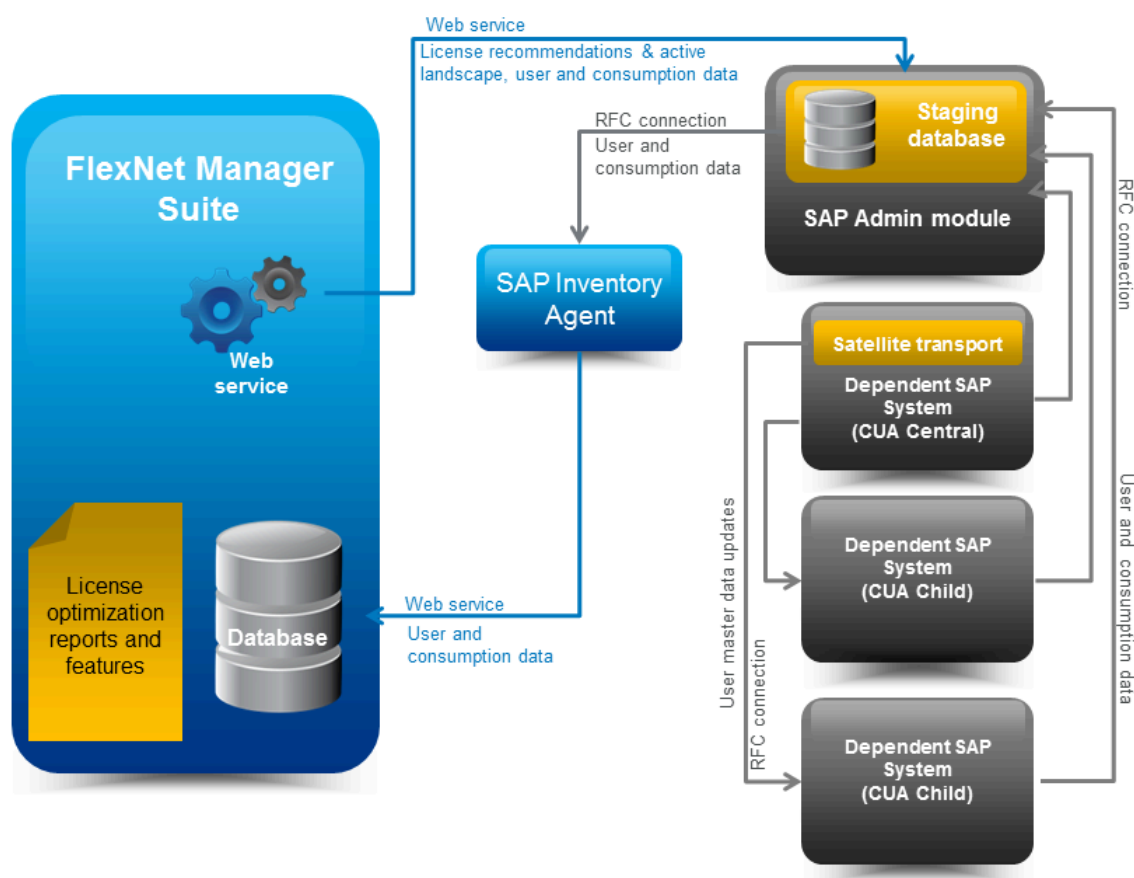 Web service
License recommendations & active
landscape, user and consumption data
FlexNet Manager
Suite
Web
service
License
optimization
reports and
features
Database
RFC connection
User and
consumption data
SAP Inventory
Agent
Web service
User and
consumption data
Staging
database
SAP Admin module
Satellite transport
Dependent SAP
System
(CUA Central)
Dependent SAP
System
(CUA Child)
Dependent SAP
System
(CUA Child)
User master data updates
RFC connection
RFC connection
User and consumption data